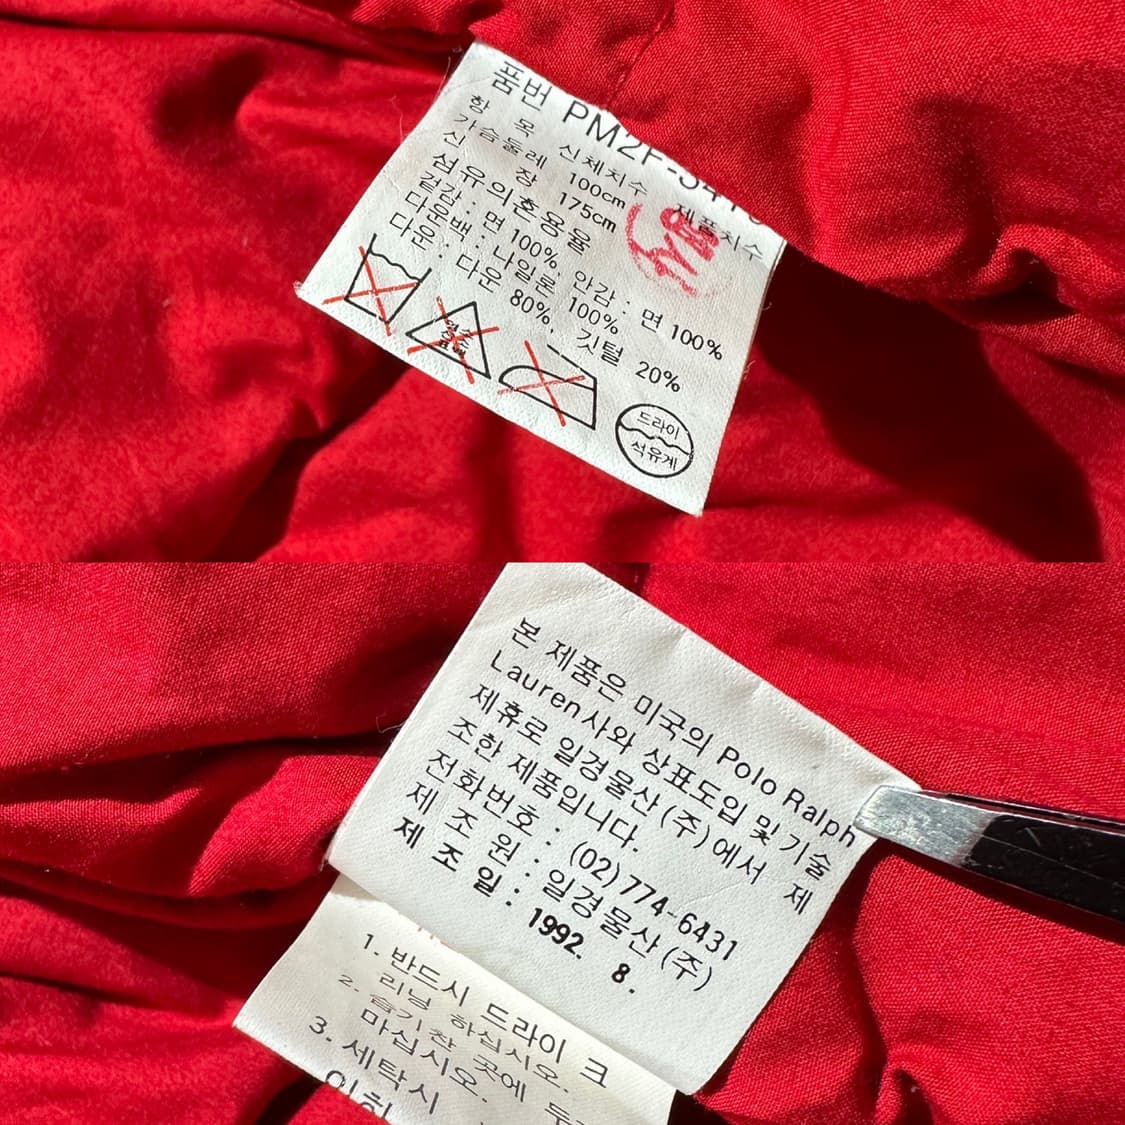 품번 PM2F-341
항 목 신체치수 제품치수
가슴둘레 100cm
신 장 175cm
섬유의혼용율
겉감 : 면 100%, 안감 : 면 100%
다운백 : 나일론 100%
다운 : 다운 80%, 깃털 20%
드라이
석유계
본 제품은 미국의 Polo Ralph
Lauren사와 상표도입 및 기술
제휴로 일경물산(주)에서 제
조한 제품입니다.
전화번호 : (02)774-6431
제 조 원 : 일경물산(주)
제 조 일 : 1992. 8.
1. 반드시 드라이 크
리닝 하십시오.
2. 습기찬 곳에 두
마십시오.
3. 세탁시